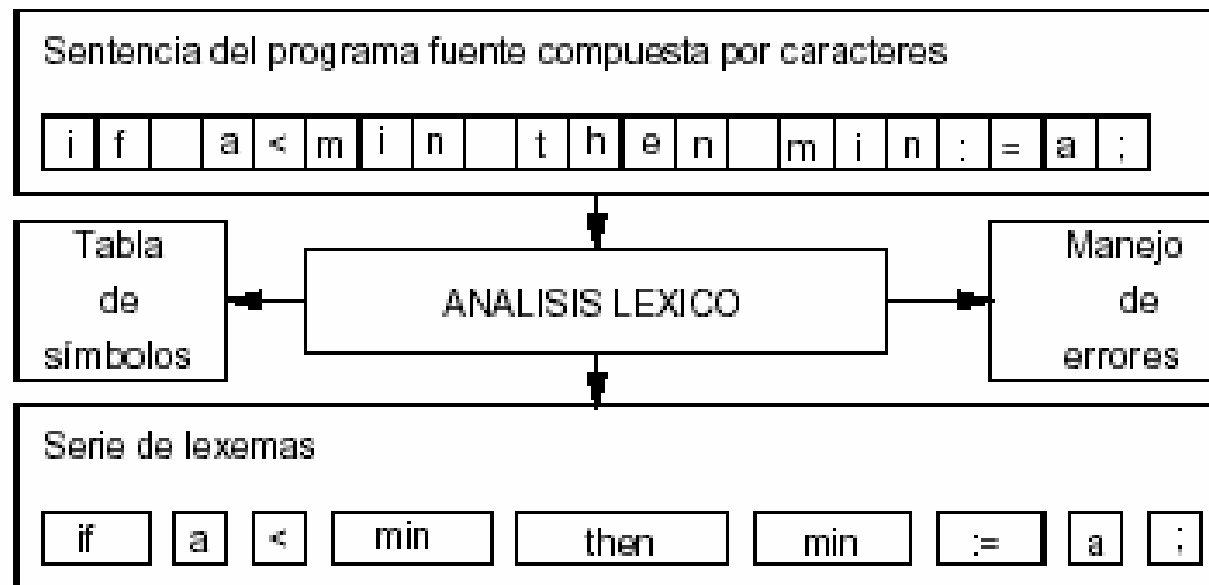 Sentencia del programa fuente compuesta por caracteres
i f a < m i n t h e n m i n : = a ;
Tabla
de
símbolos
ANALISIS LEXICO
Manejo
de
errores
Serie de lexemas
if a < min then min := a ;